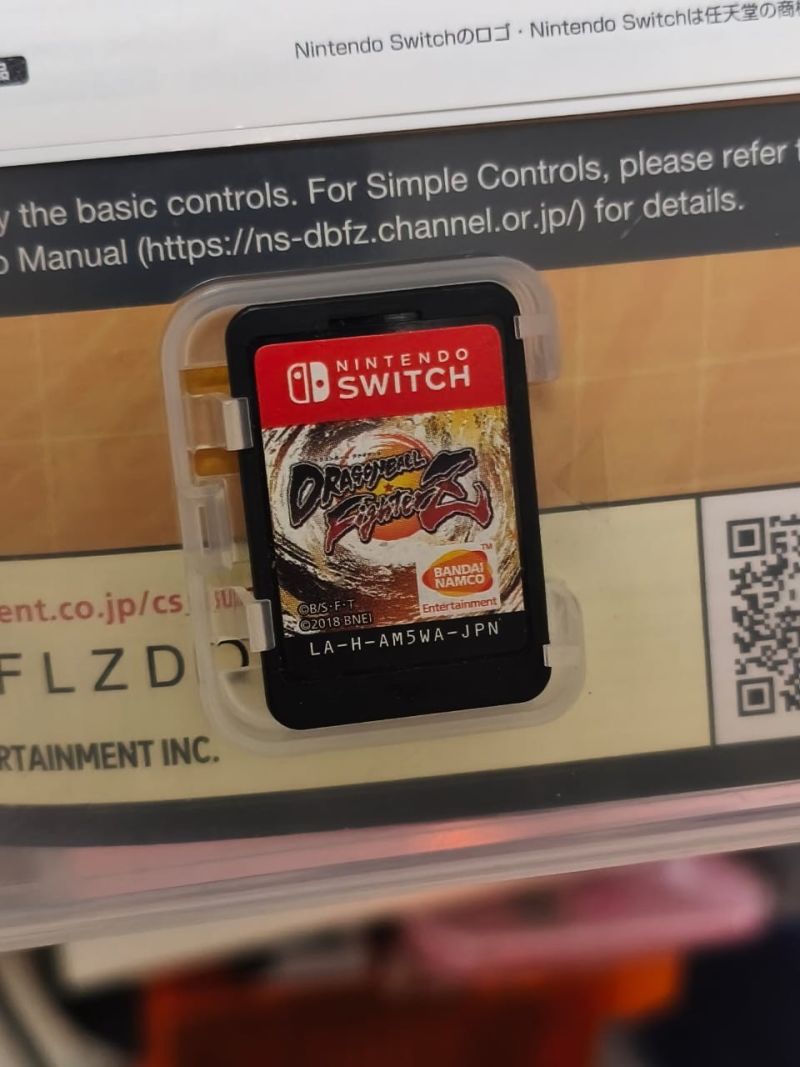 品
Nintendo Switchのロゴ・Nintendo Switchは任天堂の商標
the basic controls. For Simple Controls, please refer
Manual (https://ns-dbfz.channel.or.jp/) for details.
NINTENDO
SWITCH
DRAGONBALL
FighterZ
BANDAI
NAMCO
TM
Entertainment
©B/S・F・T
©2018 BNEI
LA-H-AM5WA-JPN
ent.co.jp/cs
FLZD
RTAINMENT INC.